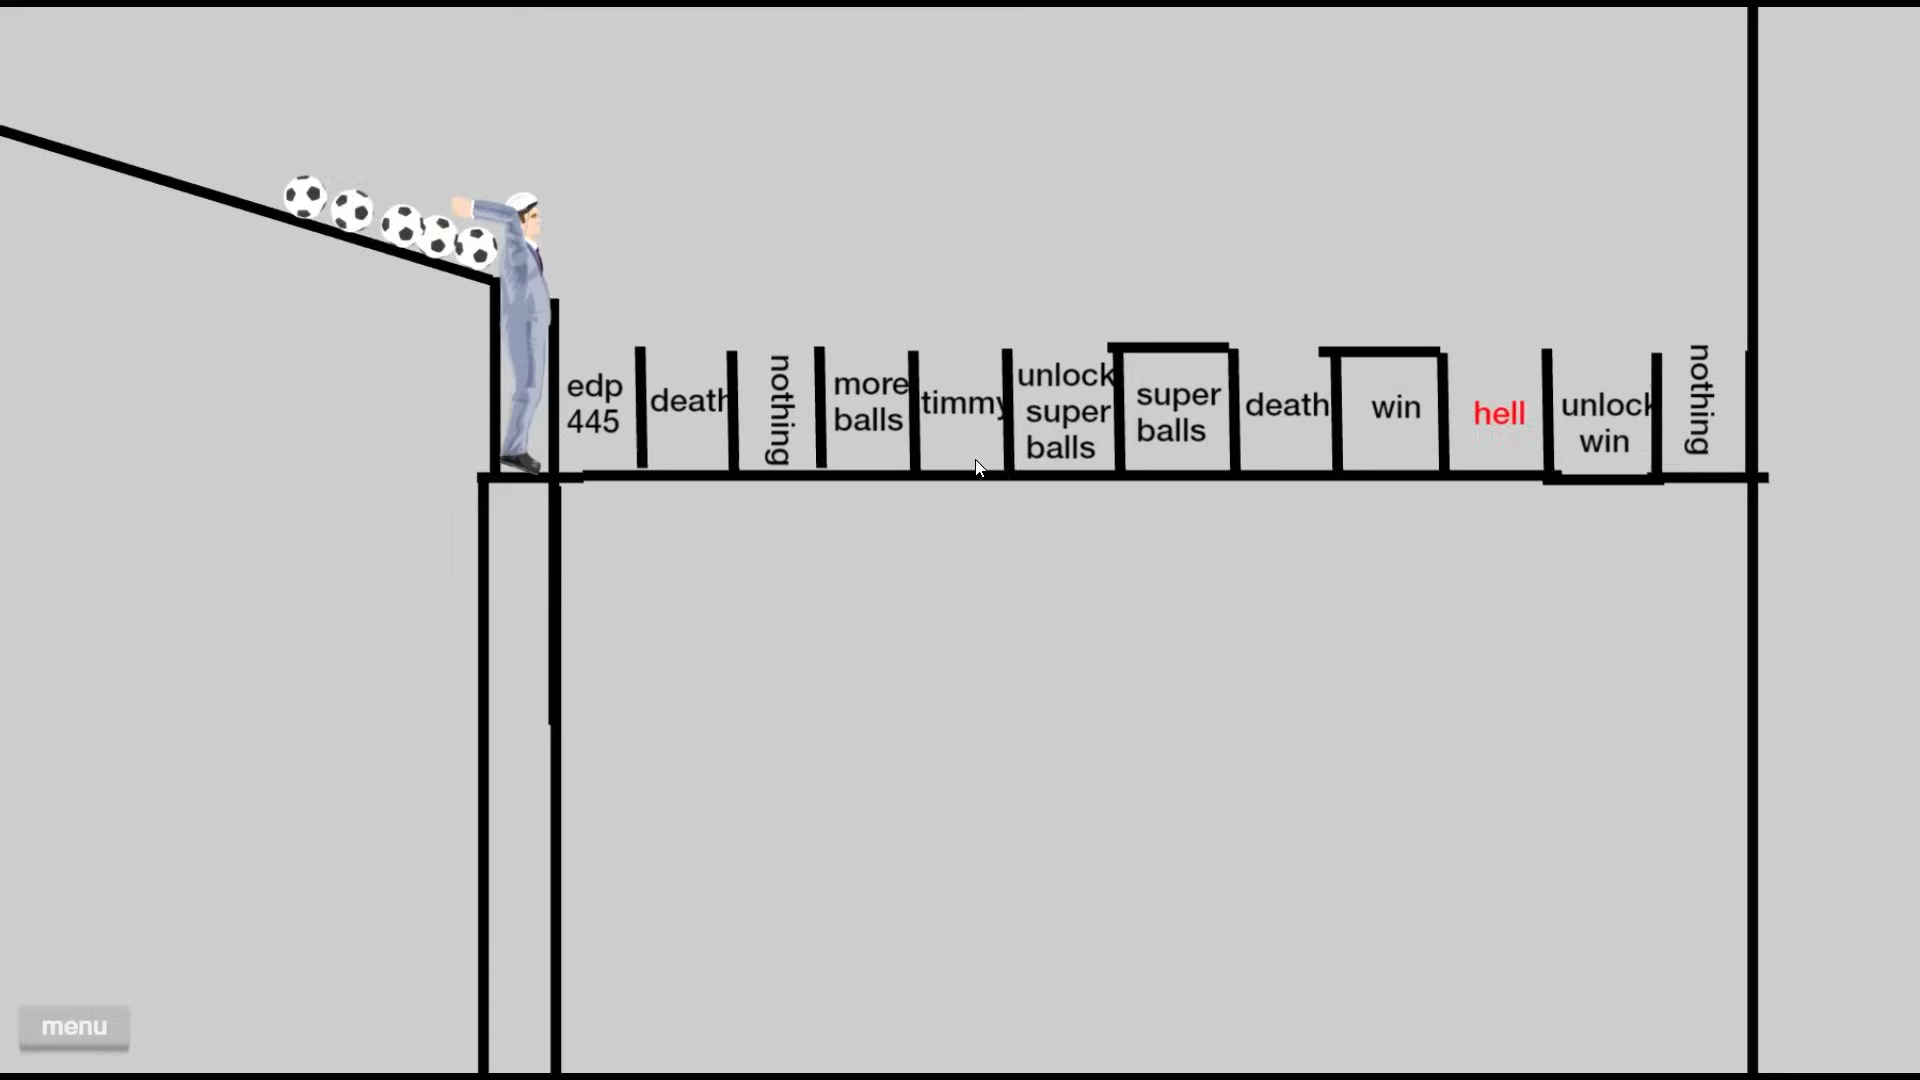 edp
445
death
nothing
more
balls
timmy
unlock
super
balls
super
balls
death
win
hell
unlock
win
nothing
menu